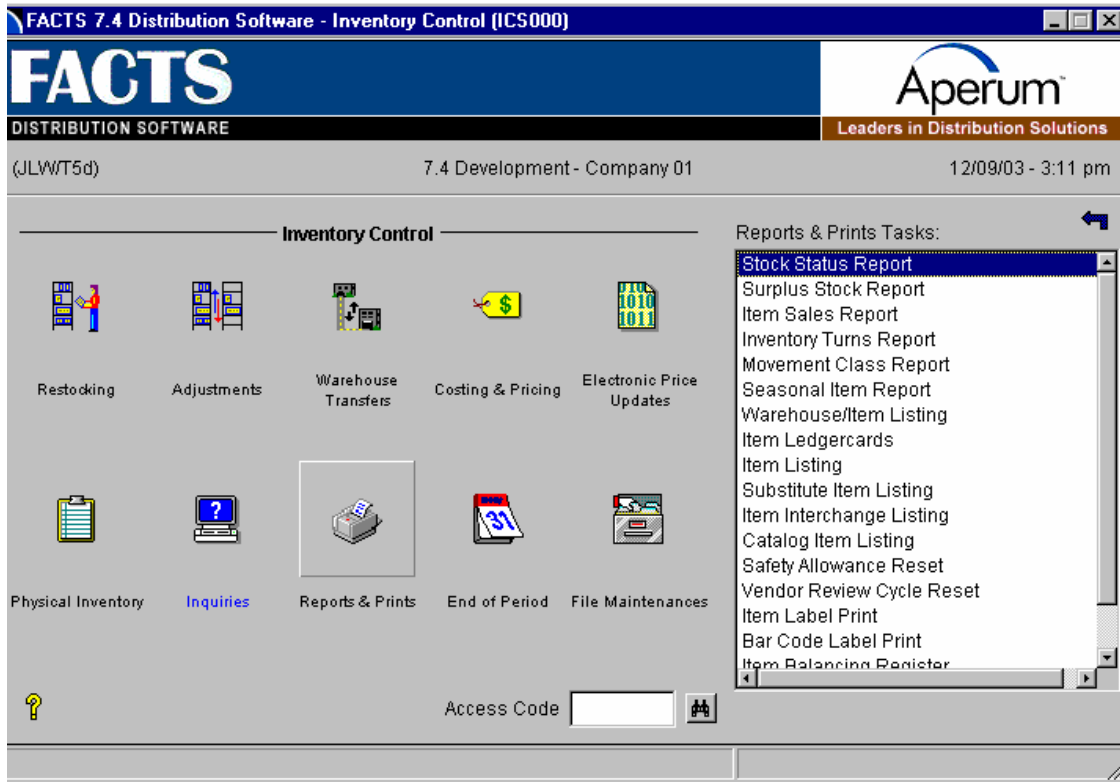 FACTS 7.4 Distribution Software - Inventory Control (ICS000)
FACTS
DISTRIBUTION SOFTWARE
Aperum™
Leaders in Distribution Solutions
(JLW/T5d)
7.4 Development - Company 01
12/09/03 - 3:11 pm
Inventory Control
Restocking
Adjustments
Warehouse
Transfers
$
Costing & Pricing
010
1010
1011
Electronic Price
Updates
Physical Inventory
?
Inquiries
Reports & Prints
31
End of Period
File Maintenances
?
Access Code
Reports & Prints Tasks:
Stock Status Report
Surplus Stock Report
Item Sales Report
Inventory Turns Report
Movement Class Report
Seasonal Item Report
Warehouse/Item Listing
Item Ledgercards
Item Listing
Substitute Item Listing
Item Interchange Listing
Catalog Item Listing
Safety Allowance Reset
Vendor Review Cycle Reset
Item Label Print
Bar Code Label Print
Item Balancing Register